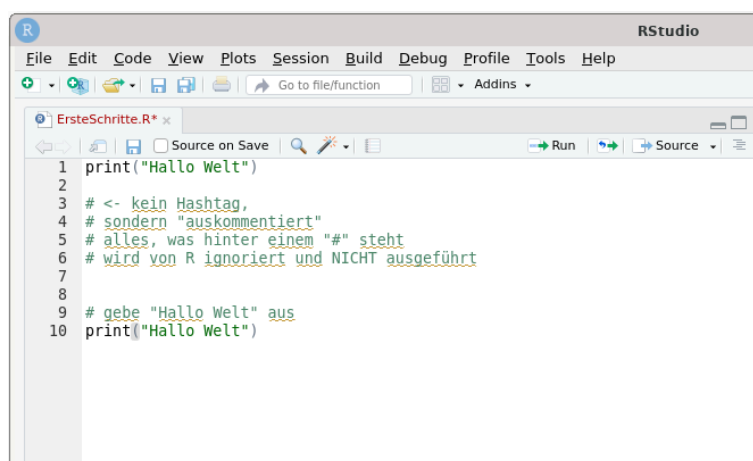 R
RStudio
File Edit Code View Plots Session Build Debug Profile Tools Help
Go to file/function Addins
ErsteSchritte.R* ×
Source on Save Run Source
1 print("Hallo Welt")
2
3 # <- kein Hashtag,
4 # sondern "auskommentiert"
5 # alles, was hinter einem "#" steht
6 # wird von R ignoriert und NICHT ausgeführt
7
8
9 # gebe "Hallo Welt" aus
10 print("Hallo Welt")